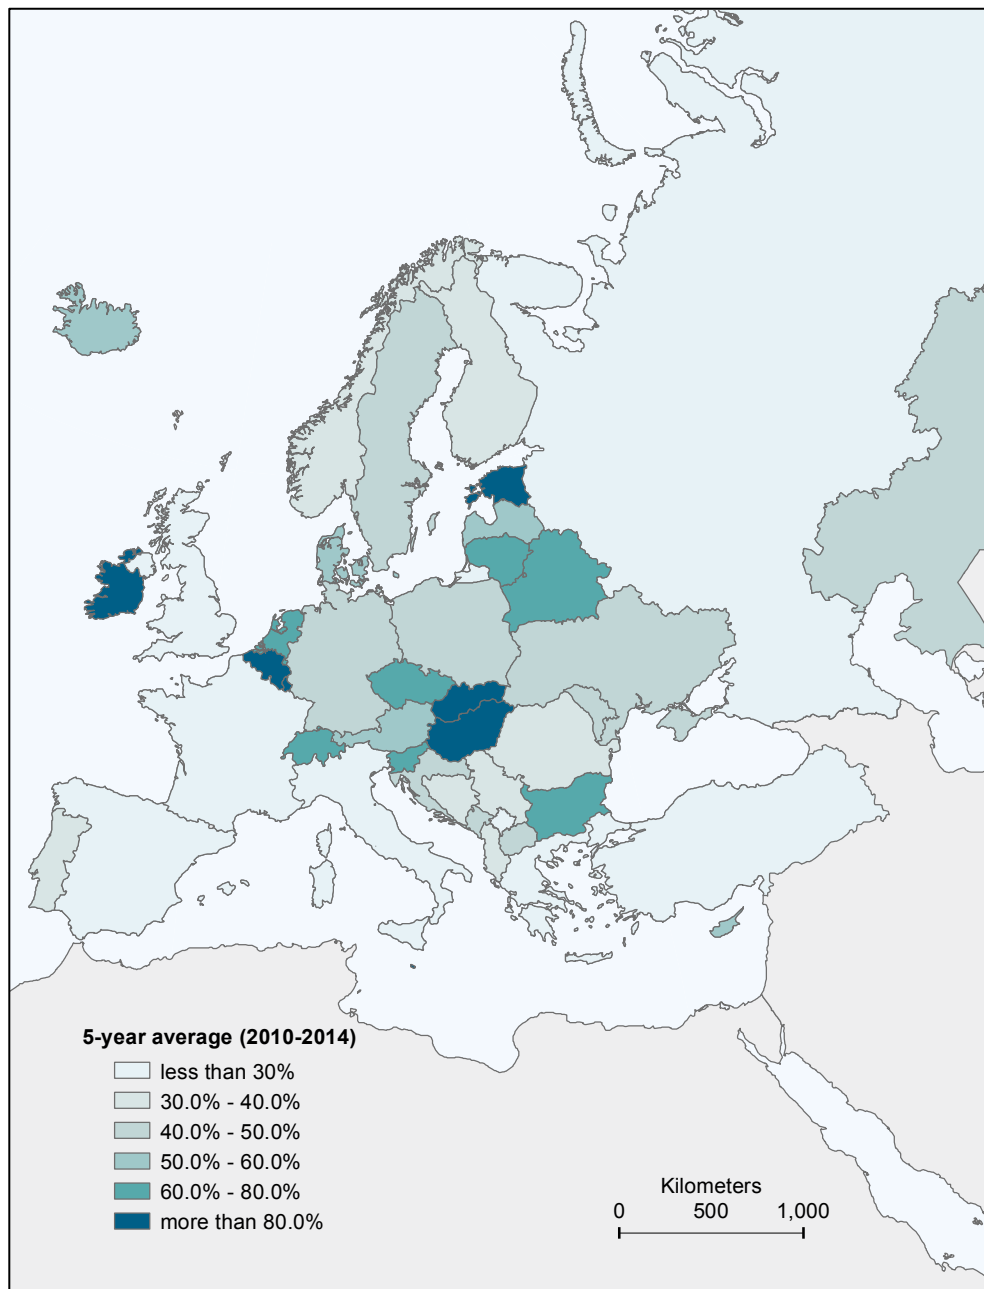 5-year average (2010-2014)
less than 30%
30.0% - 40.0%
40.0% - 50.0%
50.0% - 60.0%
60.0% - 80.0%
more than 80.0%
Kilometers
0 500 1,000